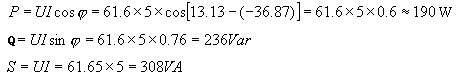 P = UI cos φ = 61.6×5×cos[13.13−(−36.87)] = 61.6×5×0.6 ≈ 190 W
Q = UI sin φ = 61.6×5×0.76 = 236Var
S = UI = 61.65×5 = 308VA